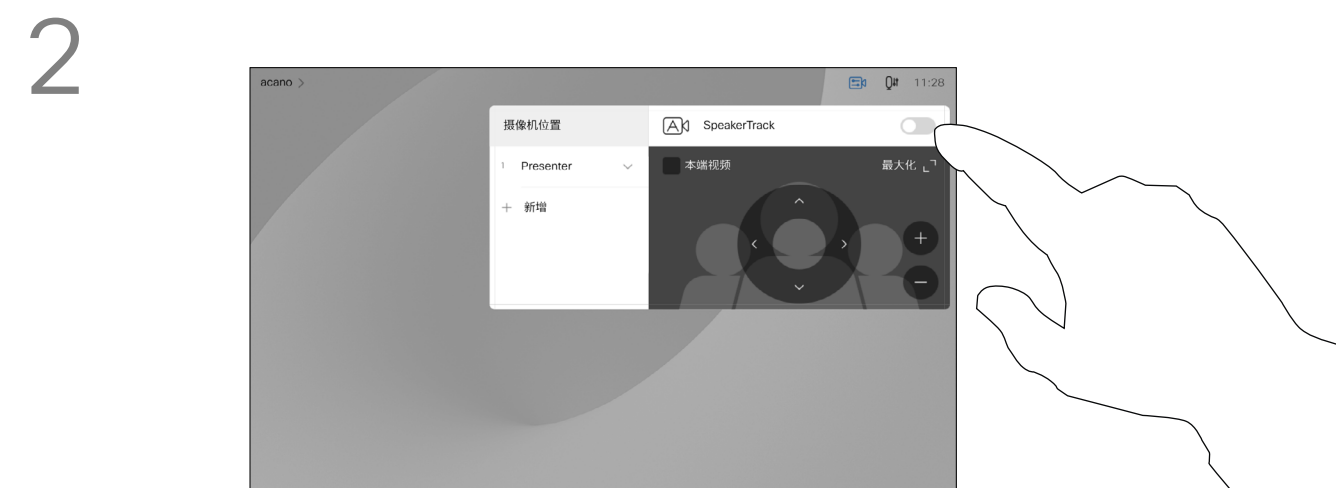 2
acano >
11:28
摄像机位置
SpeakerTrack
1 Presenter
本端视频
最大化
+ 新增